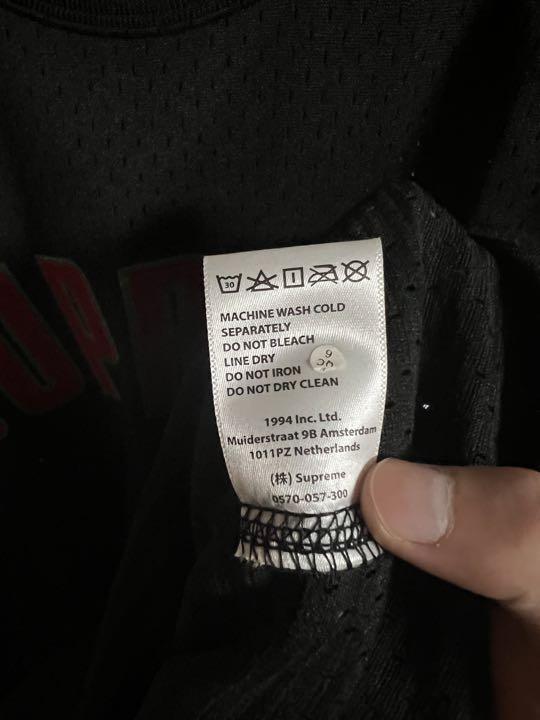 30
MACHINE WASH COLD
SEPARATELY
DO NOT BLEACH
LINE DRY
DO NOT IRON
DO NOT DRY CLEAN
1994 Inc. Ltd.
Muiderstraat 9B Amsterdam
1011PZ Netherlands
(株) Supreme
0570-057-300